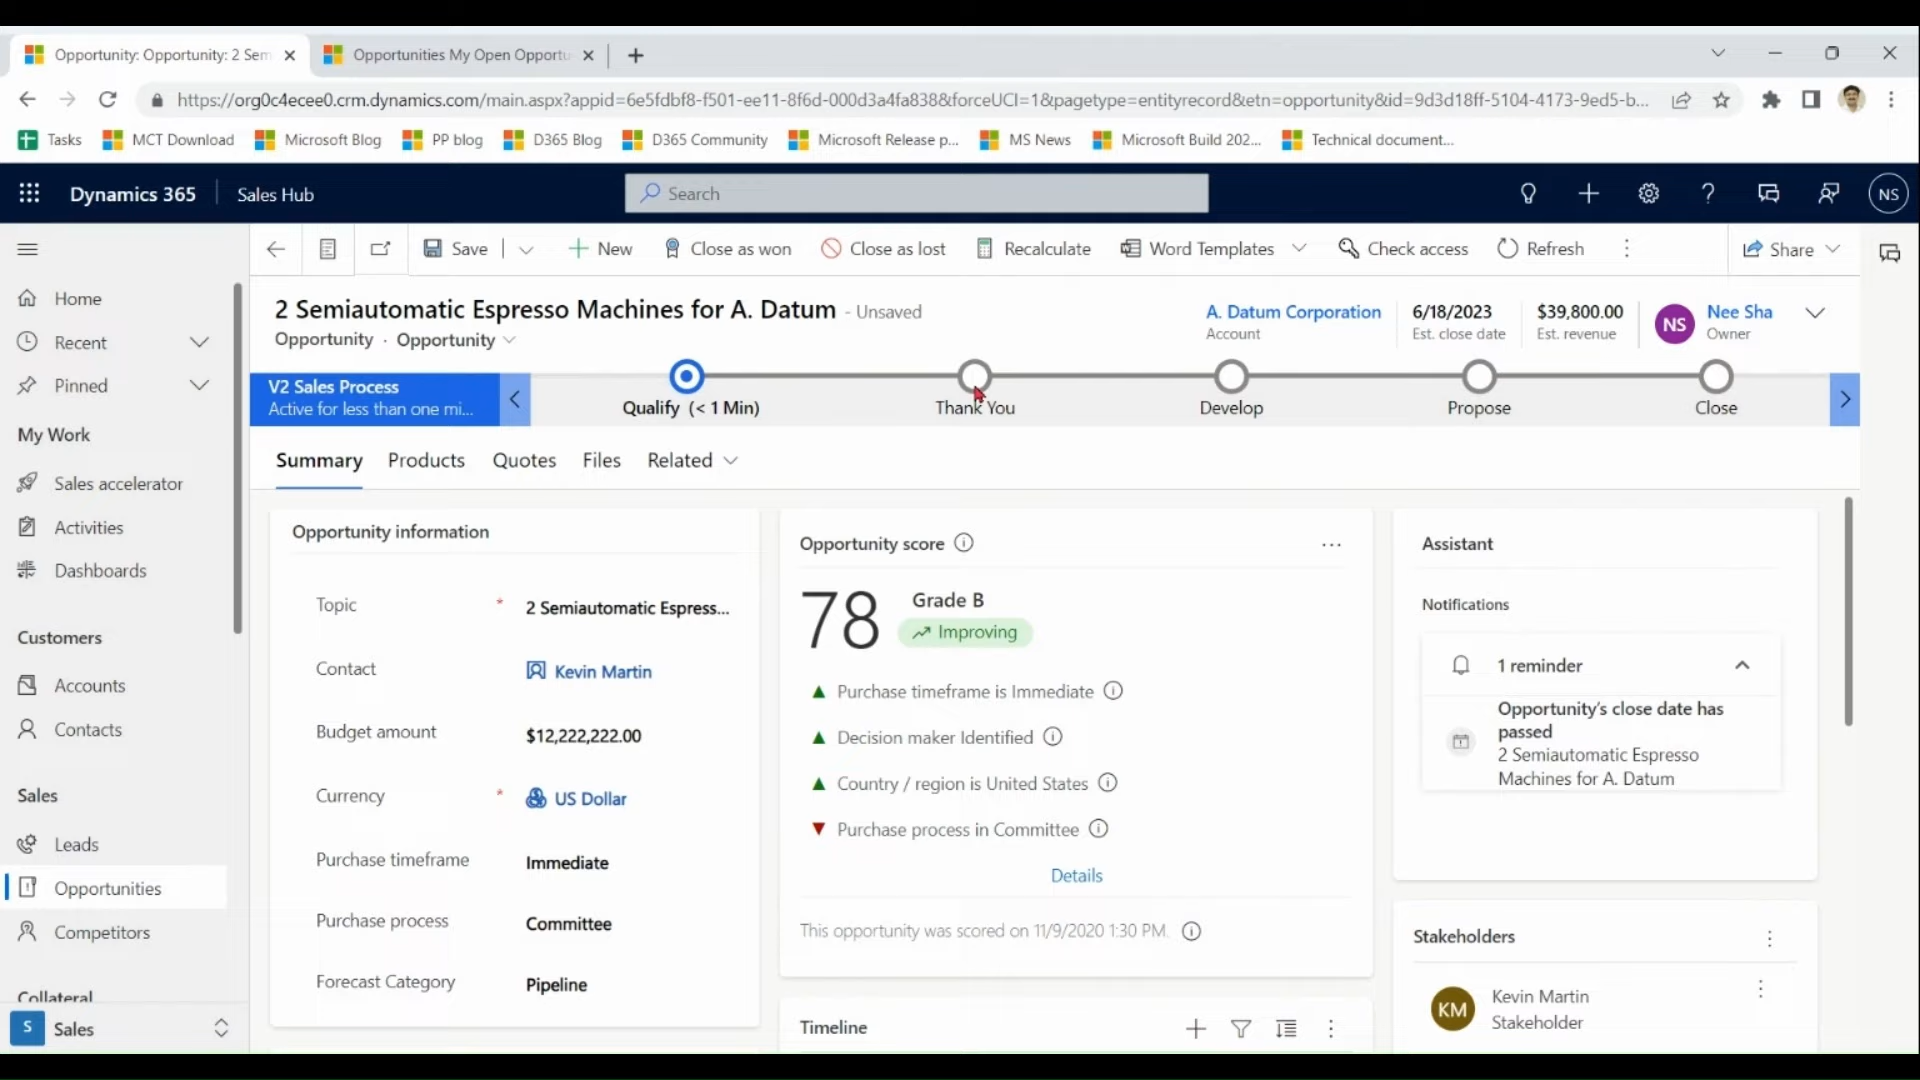 Opportunity: Opportunity: 2 Sem
Opportunities My Open Opportu
https://org0c4ecee0.crm.dynamics.com/main.aspx?appid=6e5fdbf8-f501-ee11-8f6d-000d3a4fa838&forceUCI=1&pagetype=entityrecord&etn=opportunity&id=9d3d18ff-5104-4173-9ed5-b...
Tasks
MCT Download
Microsoft Blog
PP blog
D365 Blog
D365 Community
Microsoft Release p...
MS News
Microsoft Build 202...
Technical document...
Dynamics 365
Sales Hub
Search
NS
Save
New
Close as won
Close as lost
Recalculate
Word Templates
Check access
Refresh
Share
Home
Recent
Pinned
My Work
Sales accelerator
Activities
Dashboards
Customers
Accounts
Contacts
Sales
Leads
Opportunities
Competitors
Collateral
S Sales
2 Semiautomatic Espresso Machines for A. Datum - Unsaved
Opportunity · Opportunity
A. Datum Corporation
Account
6/18/2023
Est. close date
$39,800.00
Est. revenue
NS
Nee Sha
Owner
V2 Sales Process
Active for less than one mi...
Qualify (< 1 Min)
Thank You
Develop
Propose
Close
Summary
Products
Quotes
Files
Related
Opportunity information
Topic * 2 Semiautomatic Espress...
Contact Kevin Martin
Budget amount $12,222,222.00
Currency * US Dollar
Purchase timeframe Immediate
Purchase process Committee
Forecast Category Pipeline
Opportunity score
78
Grade B
Improving
Purchase timeframe is Immediate
Decision maker Identified
Country / region is United States
Purchase process in Committee
Details
This opportunity was scored on 11/9/2020 1:30 PM.
Timeline
Assistant
Notifications
1 reminder
Opportunity's close date has
passed
2 Semiautomatic Espresso
Machines for A. Datum
Stakeholders
KM
Kevin Martin
Stakeholder